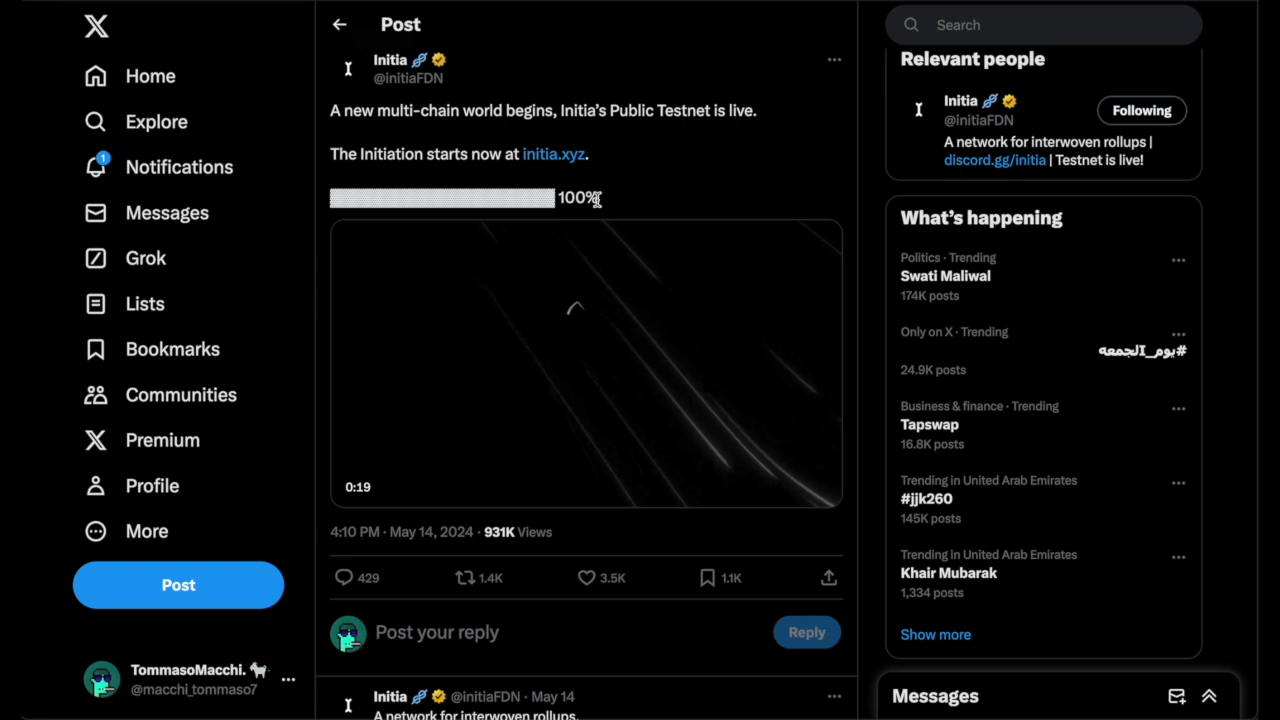 Home
Explore
1
Notifications
Messages
Grok
Lists
Bookmarks
Communities
Premium
Profile
More
Post
TommasoMacchi.
@macchi_tommaso7
Post
Initia
@initiaFDN
A new multi-chain world begins, Initia’s Public Testnet is live.
The Initiation starts now at initia.xyz.
100%
0:19
4:10 PM · May 14, 2024 · 931K Views
429
1.4K
3.5K
1.1K
Post your reply
Reply
Initia @initiaFDN · May 14
A network for interwoven rollups.
Search
Relevant people
Initia
@initiaFDN
Following
A network for interwoven rollups |
discord.gg/initia | Testnet is live!
What’s happening
Politics · Trending
Swati Maliwal
174K posts
Only on X · Trending
#يوم_الجمعه
24.9K posts
Business & finance · Trending
Tapswap
16.8K posts
Trending in United Arab Emirates
#jjk260
145K posts
Trending in United Arab Emirates
Khair Mubarak
1,334 posts
Show more
Messages